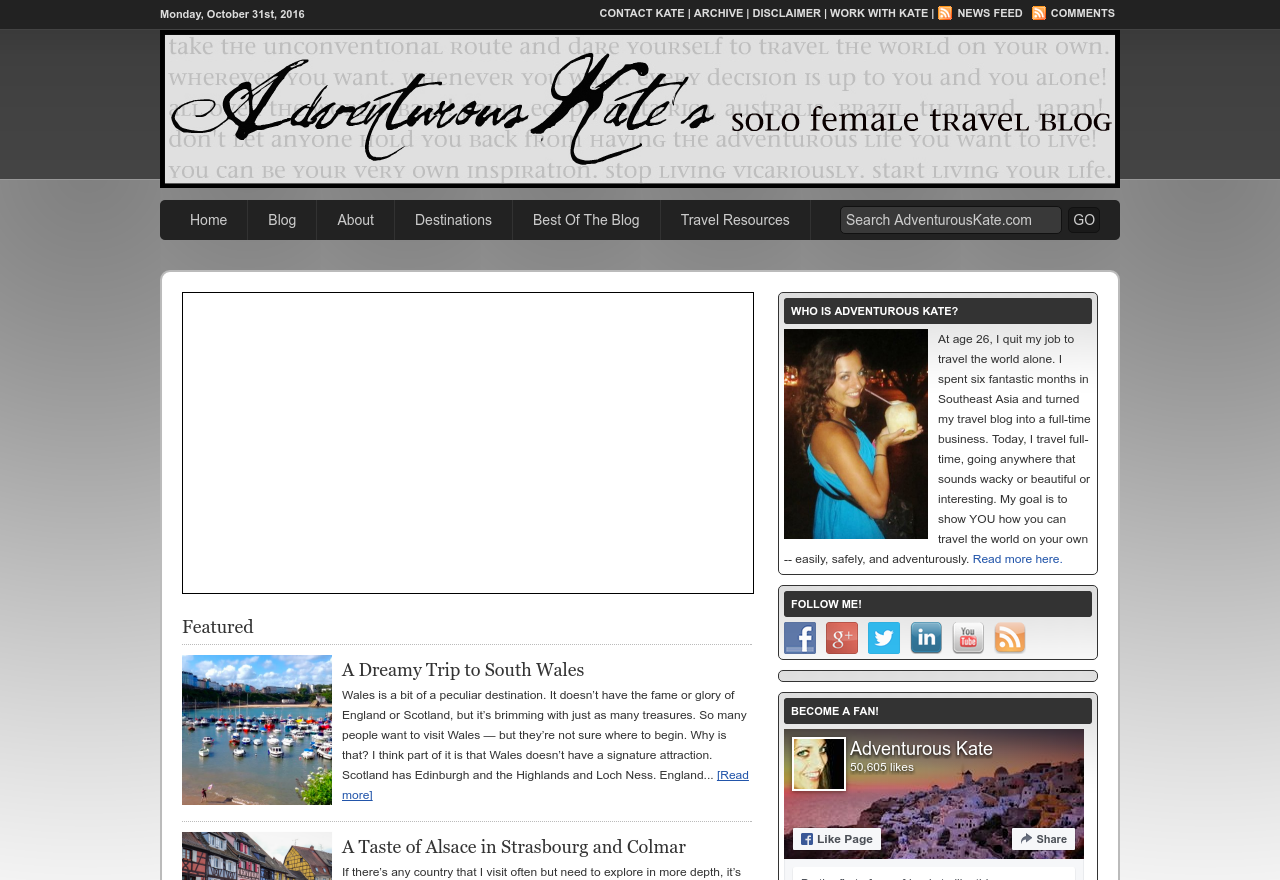 Monday, October 31st, 2016
CONTACT KATE | ARCHIVE | DISCLAIMER | WORK WITH KATE | NEWS FEED COMMENTS
take the unconventional route and dare yourself to travel the world on your own.
wherever you want. whenever you want. every decision is up to you and you alone!
australia, brazil, thailand, japan!
don't let anyone hold you back from having the adventurous life you want to live!
you can be your very own inspiration. stop living vicariously. start living your life.
Adventurous Kate's solo female travel blog
Home Blog About Destinations Best Of The Blog Travel Resources Search AdventurousKate.com GO
WHO IS ADVENTUROUS KATE?
At age 26, I quit my job to
travel the world alone. I
spent six fantastic months in
Southeast Asia and turned
my travel blog into a full-time
business. Today, I travel full-
time, going anywhere that
sounds wacky or beautiful or
interesting. My goal is to
show YOU how you can
travel the world on your own
-- easily, safely, and adventurously. Read more here.
FOLLOW ME!
f g+ in You Tube
BECOME A FAN!
Adventurous Kate
50,605 likes
Like Page Share
Featured
A Dreamy Trip to South Wales
Wales is a bit of a peculiar destination. It doesn't have the fame or glory of
England or Scotland, but it's brimming with just as many treasures. So many
people want to visit Wales — but they're not sure where to begin. Why is
that? I think part of it is that Wales doesn't have a signature attraction.
Scotland has Edinburgh and the Highlands and Loch Ness. England... [Read
more]
A Taste of Alsace in Strasbourg and Colmar
If there's any country that I visit often but need to explore in more depth, it's